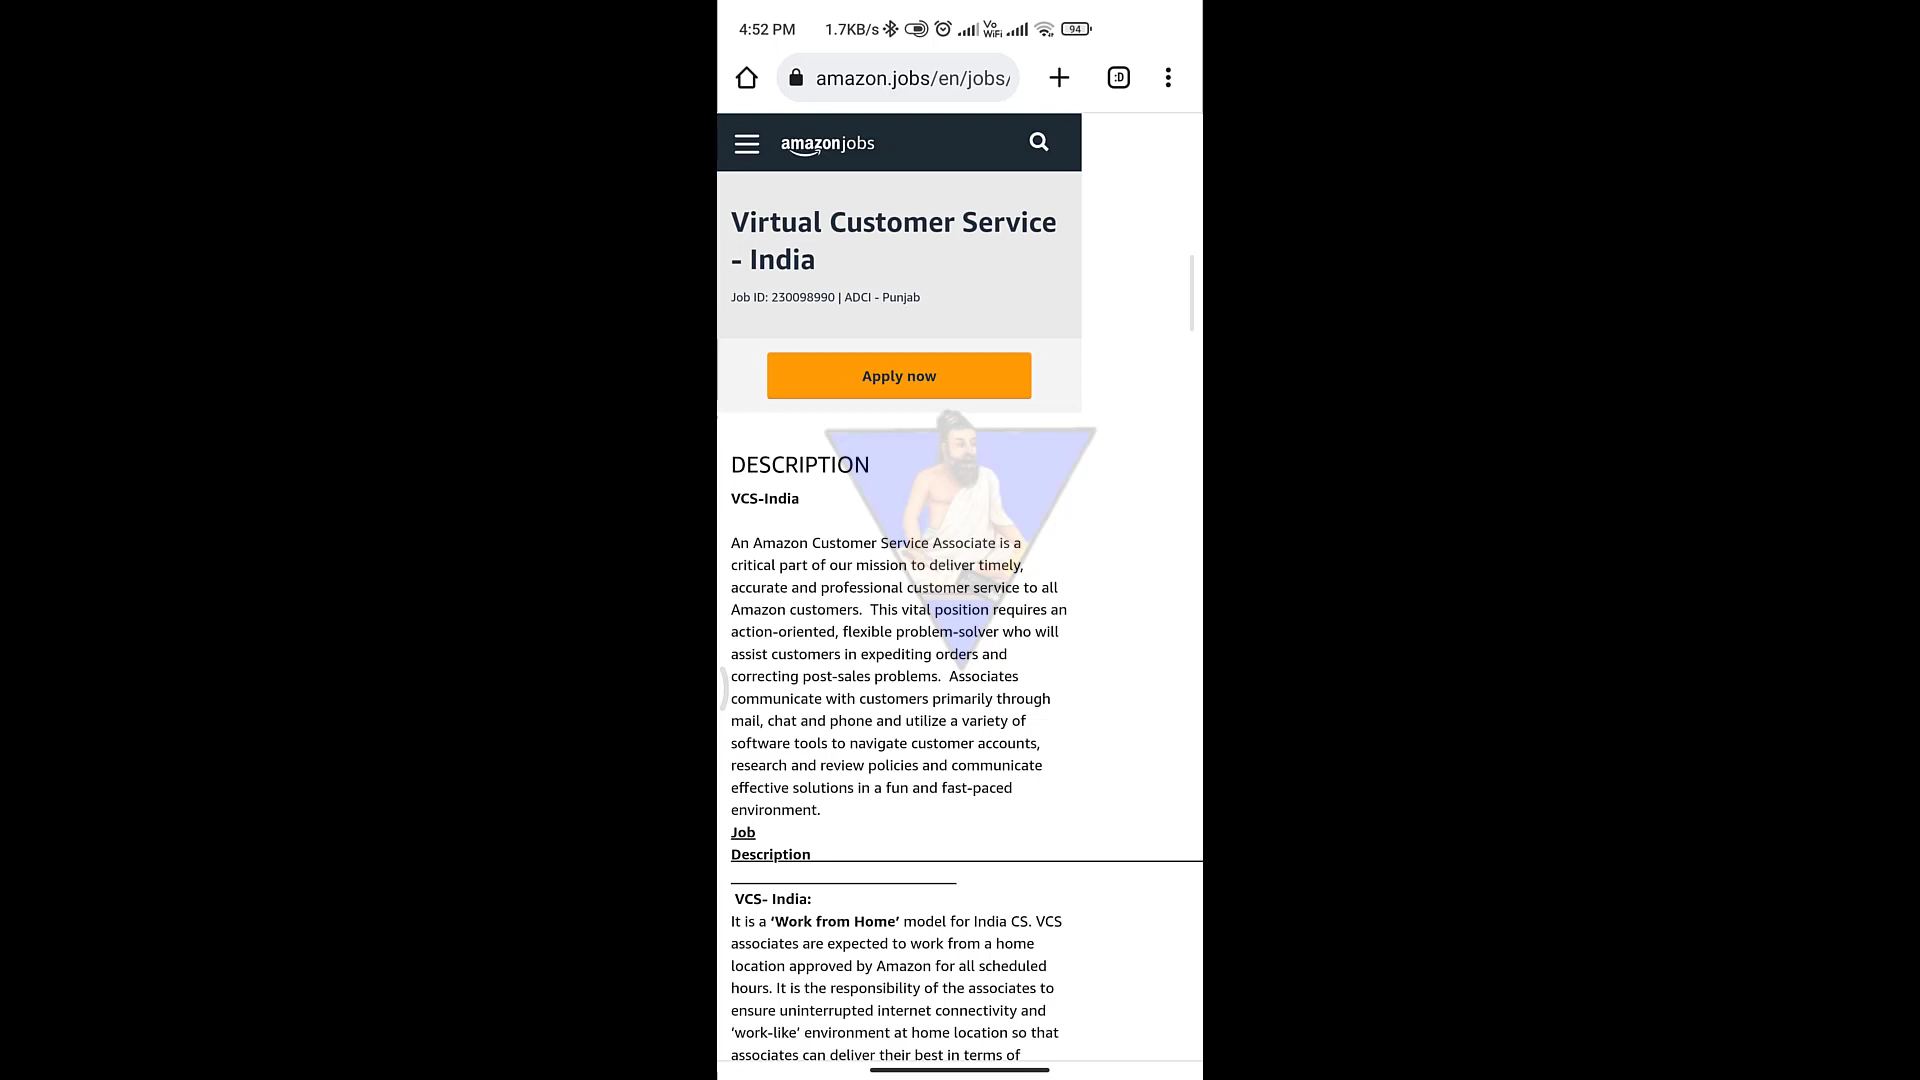 4:52 PM 1.7KB/s Vo WiFi 94
amazon.jobs/en/jobs/ :D
amazonjobs
Virtual Customer Service
- India
Job ID: 230098990 | ADCI - Punjab
Apply now
DESCRIPTION
VCS-India
An Amazon Customer Service Associate is a
critical part of our mission to deliver timely,
accurate and professional customer service to all
Amazon customers.  This vital position requires an
action-oriented, flexible problem-solver who will
assist customers in expediting orders and
correcting post-sales problems.  Associates
communicate with customers primarily through
mail, chat and phone and utilize a variety of
software tools to navigate customer accounts,
research and review policies and communicate
effective solutions in a fun and fast-paced
environment.
Job
Description
VCS- India:
It is a ‘Work from Home’ model for India CS. VCS
associates are expected to work from a home
location approved by Amazon for all scheduled
hours. It is the responsibility of the associates to
ensure uninterrupted internet connectivity and
‘work-like’ environment at home location so that
associates can deliver their best in terms of